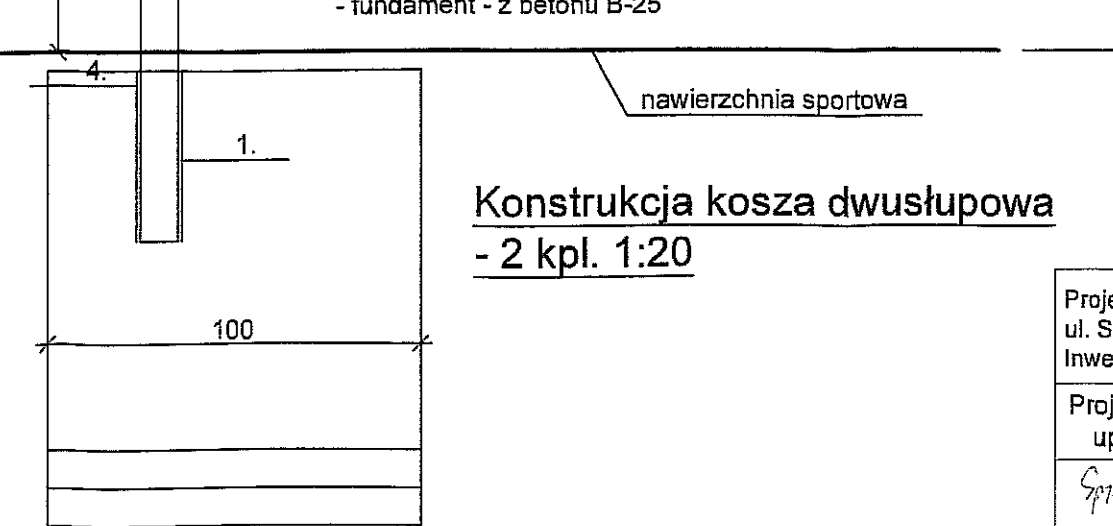 - fundament - z betonu B-25
4.
nawierzchnia sportowa
1.
Konstrukcja kosza dwusłupowa
- 2 kpl. 1:20
100
Proje
ul. S
Inwe
Proj
up